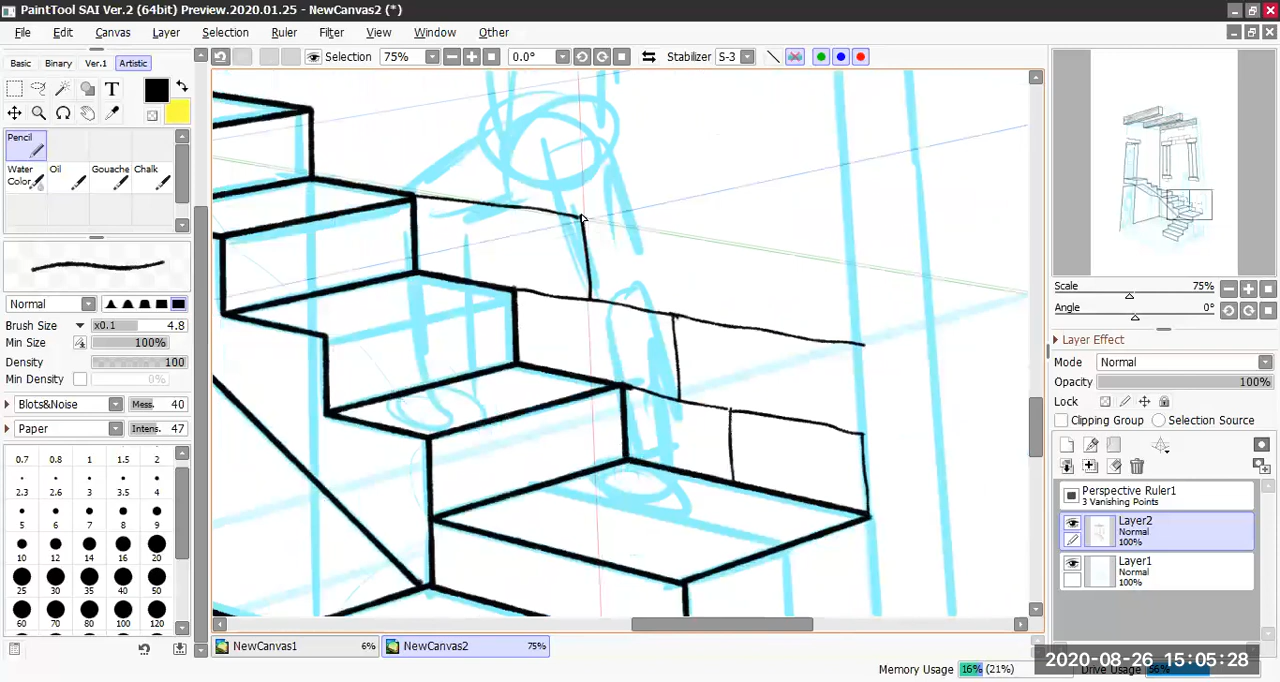 PaintTool SAI Ver.2 (64bit) Preview.2020.01.25 - NewCanvas2 (*)
File Edit Canvas Layer Selection Ruler Filter View Window Other
Basic Binary Ver.1 Artistic
Selection 75% 0.0° Stabilizer S-3
T
Pencil
Water Color Oil Gouache Chalk
Normal
Brush Size x0.1 4.8
Min Size 100%
Density 100
Min Density 0%
Blots&Noise Mess. 40
Paper Intens. 47
0.7 0.8 1 1.5 2
2.3 2.6 3 3.5 4
5 6 7 8 9
10 12 14 16 20
25 30 35 40 50
60 70 80 100 120
Scale 75%
Angle 0°
Layer Effect
Mode Normal
Opacity 100%
Lock
Clipping Group Selection Source
Perspective Ruler1
3 Vanishing Points
Layer2
Normal
100%
Layer1
Normal
100%
NewCanvas1 6% NewCanvas2 75%
2020-08-26 15:05:28
Memory Usage 16% (21%) Drive Usage 56%